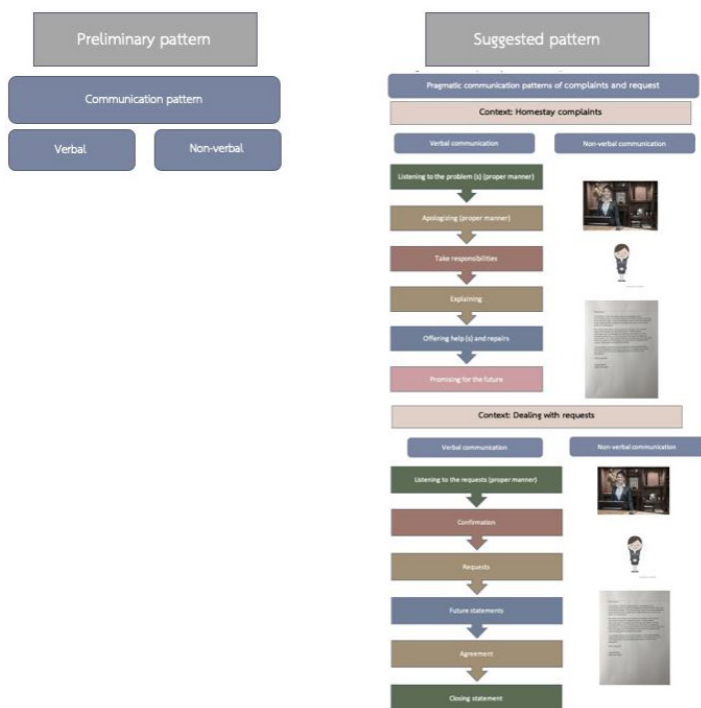 Preliminary pattern
Communication pattern
Verbal
Non-verbal
Suggested pattern
Pragmatic communication patterns of complaints and request
Context: Homestay complaints
Verbal communication
Non-verbal communication
Listening to the problem (s) (proper manner)
Apologizing (proper manner)
Take responsibilities
Explaining
Offering help (s) and repairs
Promising for the future
Context: Dealing with requests
Verbal communication
Non-verbal communication
Listening to the requests (proper manner)
Confirmation
Requests
Future statements
Agreement
Closing statement